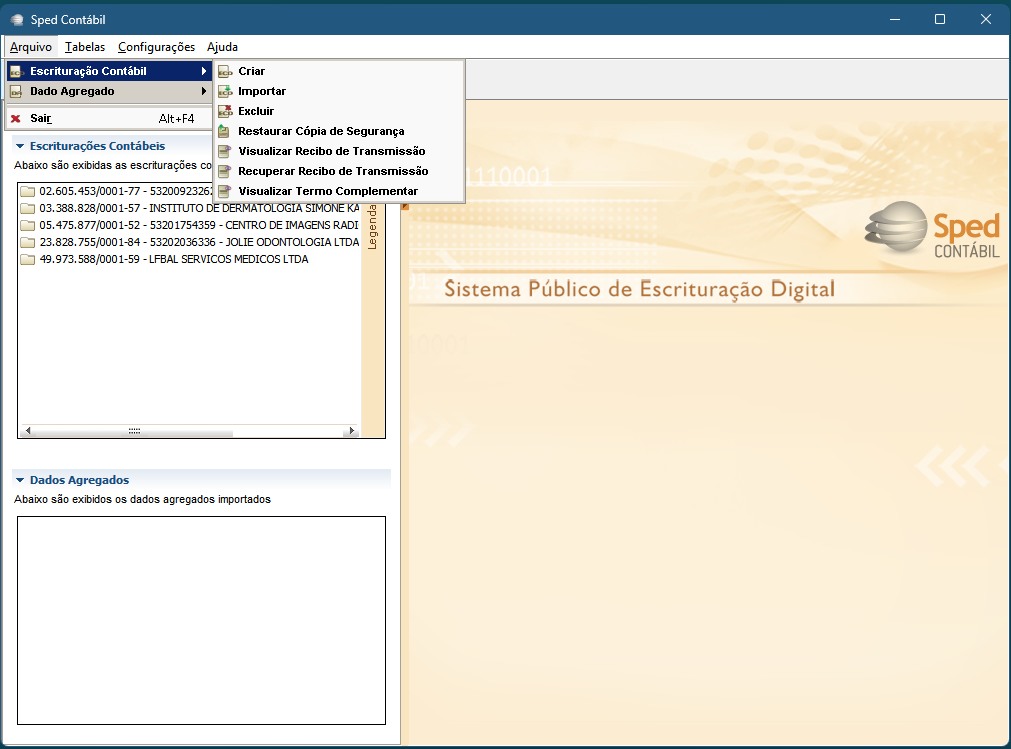 Sped Contábil
Arquivo Tabelas Configurações Ajuda
Escrituração Contábil
Dado Agregado
Sair Alt+F4
Criar
Importar
Excluir
Restaurar Cópia de Segurança
Visualizar Recibo de Transmissão
Recuperar Recibo de Transmissão
Visualizar Termo Complementar
Escriturações Contábeis
Abaixo são exibidas as escriturações co
02.605.453/0001-77 - 5320092326
03.388.828/0001-57 - INSTITUTO DE DERMATOLOGIA SIMONE KA
05.475.877/0001-52 - 53201754359 - CENTRO DE IMAGENS RADI
23.828.755/0001-84 - 53202036336 - JOLIE ODONTOLOGIA LTDA
49.973.588/0001-59 - LFBAL SERVICOS MEDICOS LTDA
Legenda
Sped
CONTÁBIL
Sistema Público de Escrituração Digital
Dados Agregados
Abaixo são exibidos os dados agregados importados